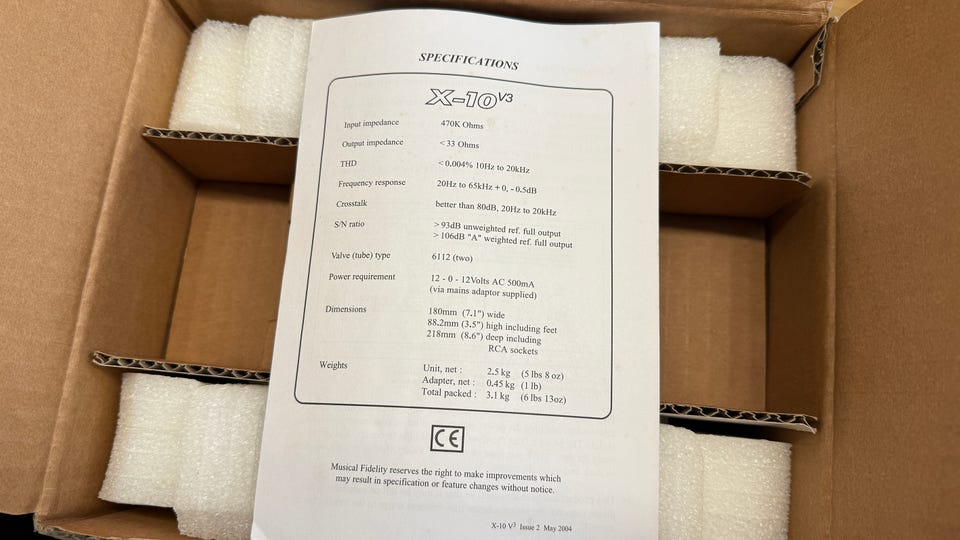 SPECIFICATIONS
X-10 V3
Input impedance 470K Ohms
Output impedance <33 Ohms
THD <0.004% 10Hz to 20kHz
Frequency response 20Hz to 65kHz +0, -0.5dB
Crosstalk better than 80dB, 20Hz to 20kHz
S/N ratio >93dB unweighted ref. full output
>106dB "A" weighted ref. full output
Valve (tube) type 6112 (two)
Power requirement 12 - 0 - 12Volts AC 500mA
(via mains adaptor supplied)
Dimensions 180mm (7.1") wide
88.2mm (3.5") high including feet
218mm (8.6") deep including
RCA sockets
Weights Unit, net : 2.5 kg (5 lbs 8 oz)
Adapter, net : 0.45 kg (1 lb)
Total packed : 3.1 kg (6 lbs 13oz)
CE
Musical Fidelity reserves the right to make improvements which
may result in specification or feature changes without notice.
X-10 V3 Issue 2 May 2004